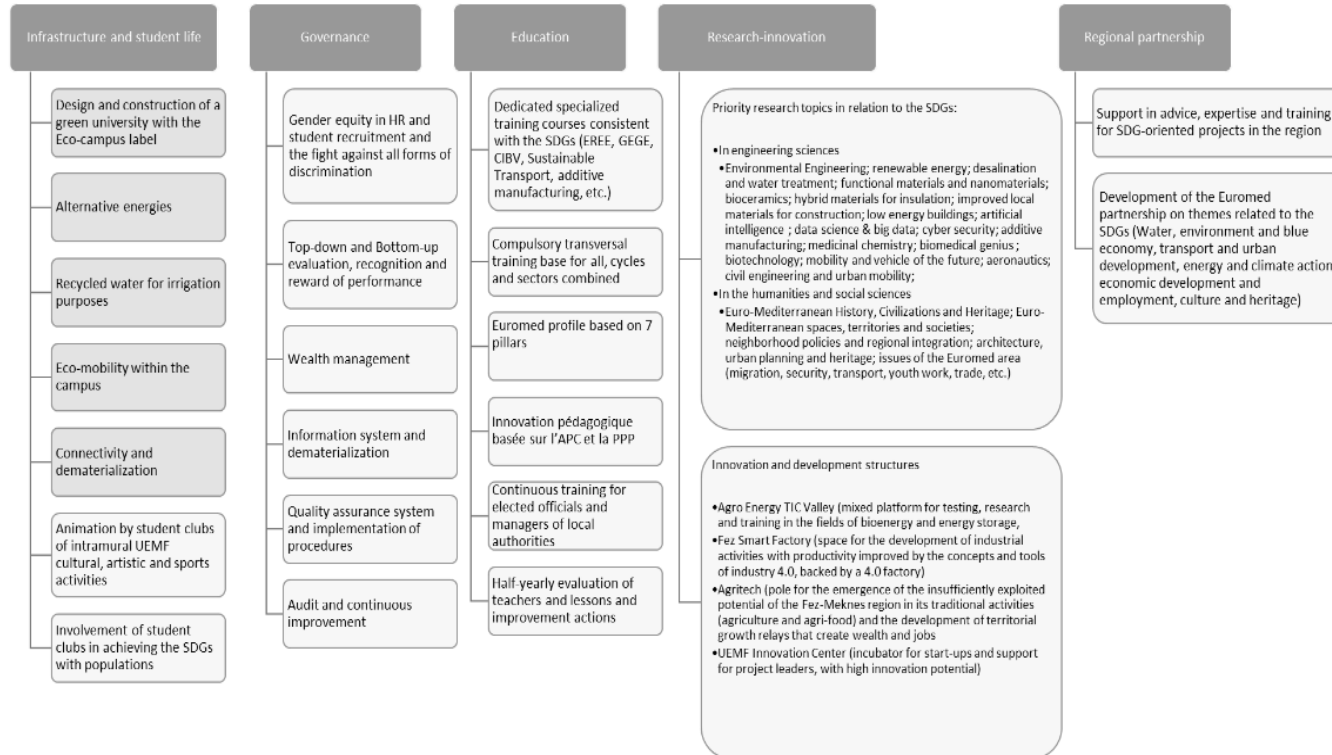 Infrastructure and student life
Design and construction of a
green university with the
Eco-campus label
Alternative energies
Recycled water for irrigation
purposes
Eco-mobility within the
campus
Connectivity and
dematerialization
Animation by student clubs
of intramural UEMF
cultural, artistic and sports
activities
Involvement of student
clubs in achieving the SDGs
with populations
Governance
Gender equity in HR and
student recruitment and
the fight against all forms of
discrimination
Top-down and Bottom-up
evaluation, recognition and
reward of performance
Wealth management
Information system and
dematerialization
Quality assurance system
and implementation of
procedures
Audit and continuous
improvement
Education
Dedicated specialized
training courses consistent
with the SDGs (EREE, GEGE,
CIBV, Sustainable
Transport, additive
manufacturing, etc.)
Compulsory transversal
training base for all, cycles
and sectors combined
Euromed profile based on 7
pillars
Innovation pédagogique
basée sur l'APC et la PPP
Continuous training for
elected officials and
managers of local
authorities
Half-yearly evaluation of
teachers and lessons and
improvement actions
Research-innovation
Priority research topics in relation to the SDGs:
•In engineering sciences
•Environmental Engineering; renewable energy; desalination
and water treatment; functional materials and nanomaterials;
bioceramics; hybrid materials for insulation; improved local
materials for construction; low energy buildings; artificial
intelligence ; data science & big data; cyber security; additive
manufacturing; medicinal chemistry; biomedical genius ;
biotechnology; mobility and vehicle of the future; aeronautics;
civil engineering and urban mobility;
•In the humanities and social sciences
•Euro-Mediterranean History, Civilizations and Heritage; Euro-
Mediterranean spaces, territories and societies;
neighborhood policies and regional integration; architecture,
urban planning and heritage; issues of the Euromed area
(migration, security, transport, youth work, trade, etc.)
Innovation and development structures
•Agro Energy TIC Valley (mixed platform for testing, research
and training in the fields of bioenergy and energy storage,
•Fez Smart Factory (space for the development of industrial
activities with productivity improved by the concepts and tools
of industry 4.0, backed by a 4.0 factory)
•Agritech (pole for the emergence of the insufficiently exploited
potential of the Fez-Meknes region in its traditional activities
(agriculture and agri-food) and the development of territorial
growth relays that create wealth and jobs
•UEMF Innovation Center (incubator for start-ups and support
for project leaders, with high innovation potential)
Regional partnership
Support in advice, expertise and training
for SDG-oriented projects in the region
Development of the Euromed
partnership on themes related to the
SDGs (Water, environment and blue
economy, transport and urban
development, energy and climate action
economic development and
employment, culture and heritage)